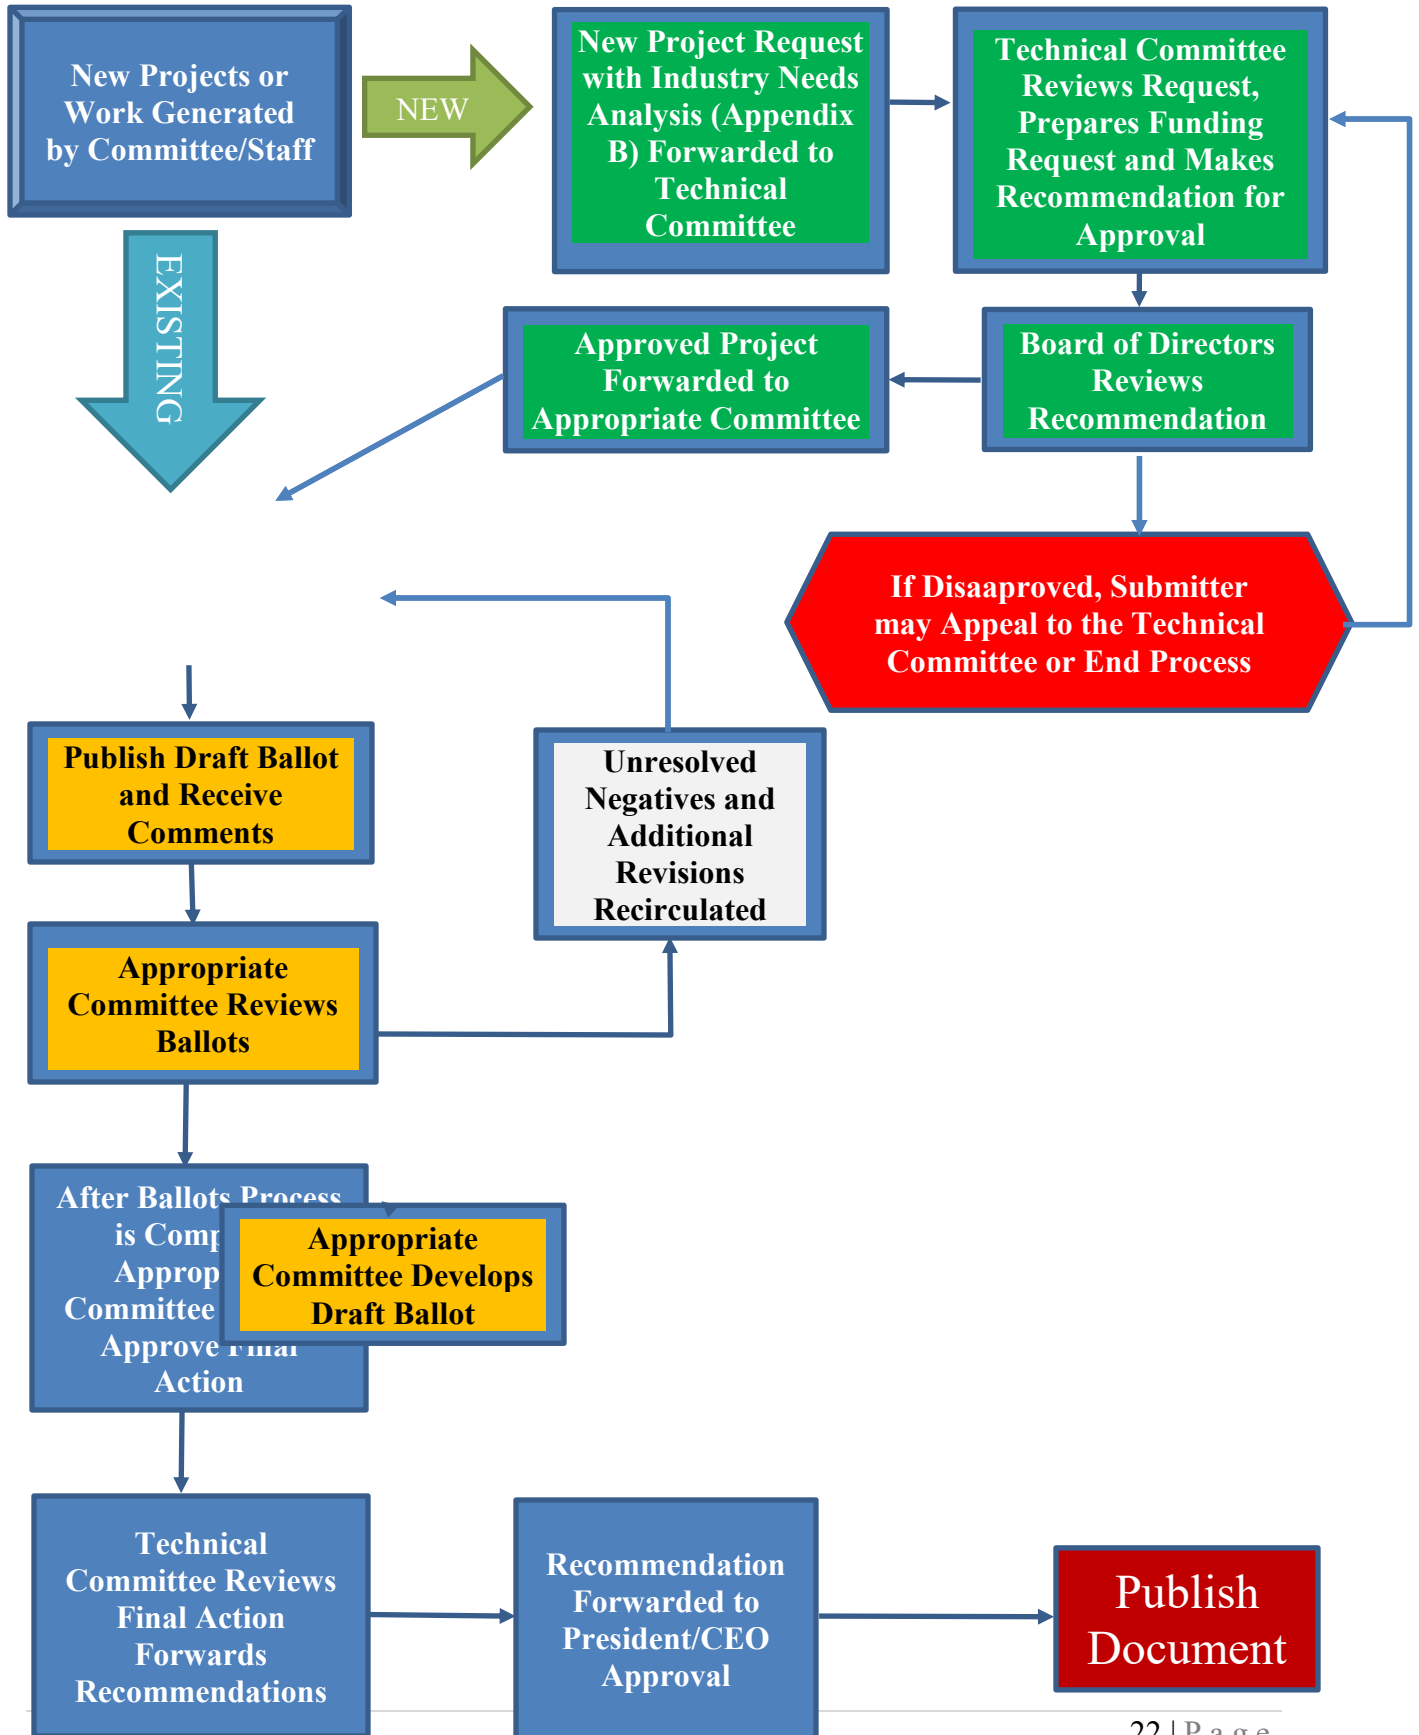 New Projects or
Work Generated
by Committee/Staff
NEW
New Project Request
with Industry Needs
Analysis (Appendix
B) Forwarded to
Technical
Committee
Technical Committee
Reviews Request,
Prepares Funding
Request and Makes
Recommendation for
Approval
EXISTING
Approved Project
Forwarded to
Appropriate Committee
Board of Directors
Reviews
Recommendation
If Disaaproved, Submitter
may Appeal to the Technical
Committee or End Process
Publish Draft Ballot
and Receive
Comments
Unresolved
Negatives and
Additional
Revisions
Recirculated
Appropriate
Committee Reviews
Ballots
After Ballots Process
is
Committee
Approve Final
Action
Appropriate
Committee Develops
Draft Ballot
Technical
Committee Reviews
Final Action
Forwards
Recommendations
Recommendation
Forwarded to
President/CEO
Approval
Publish
Document
22 | P a g e